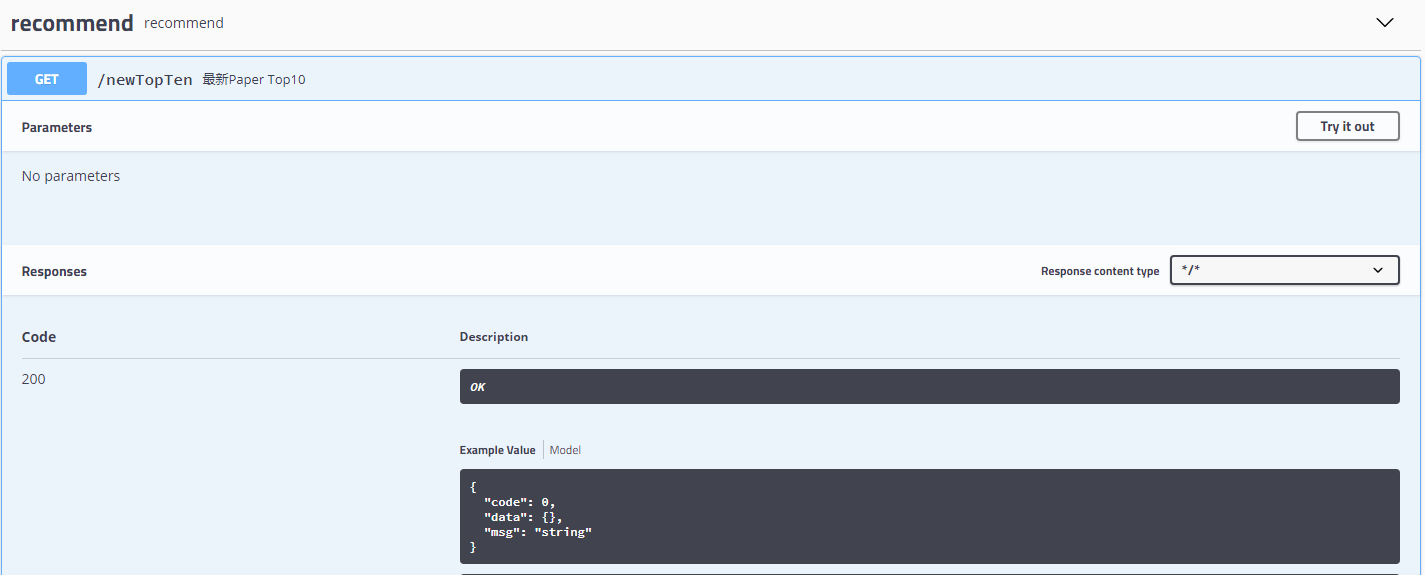 recommend recommend
GET /newTopTen 最新Paper Top10
Parameters Try it out
No parameters
Responses Response content type */*
Code Description
200 OK
Example Value Model
{
"code": 0,
"data": {},
"msg": "string"
}